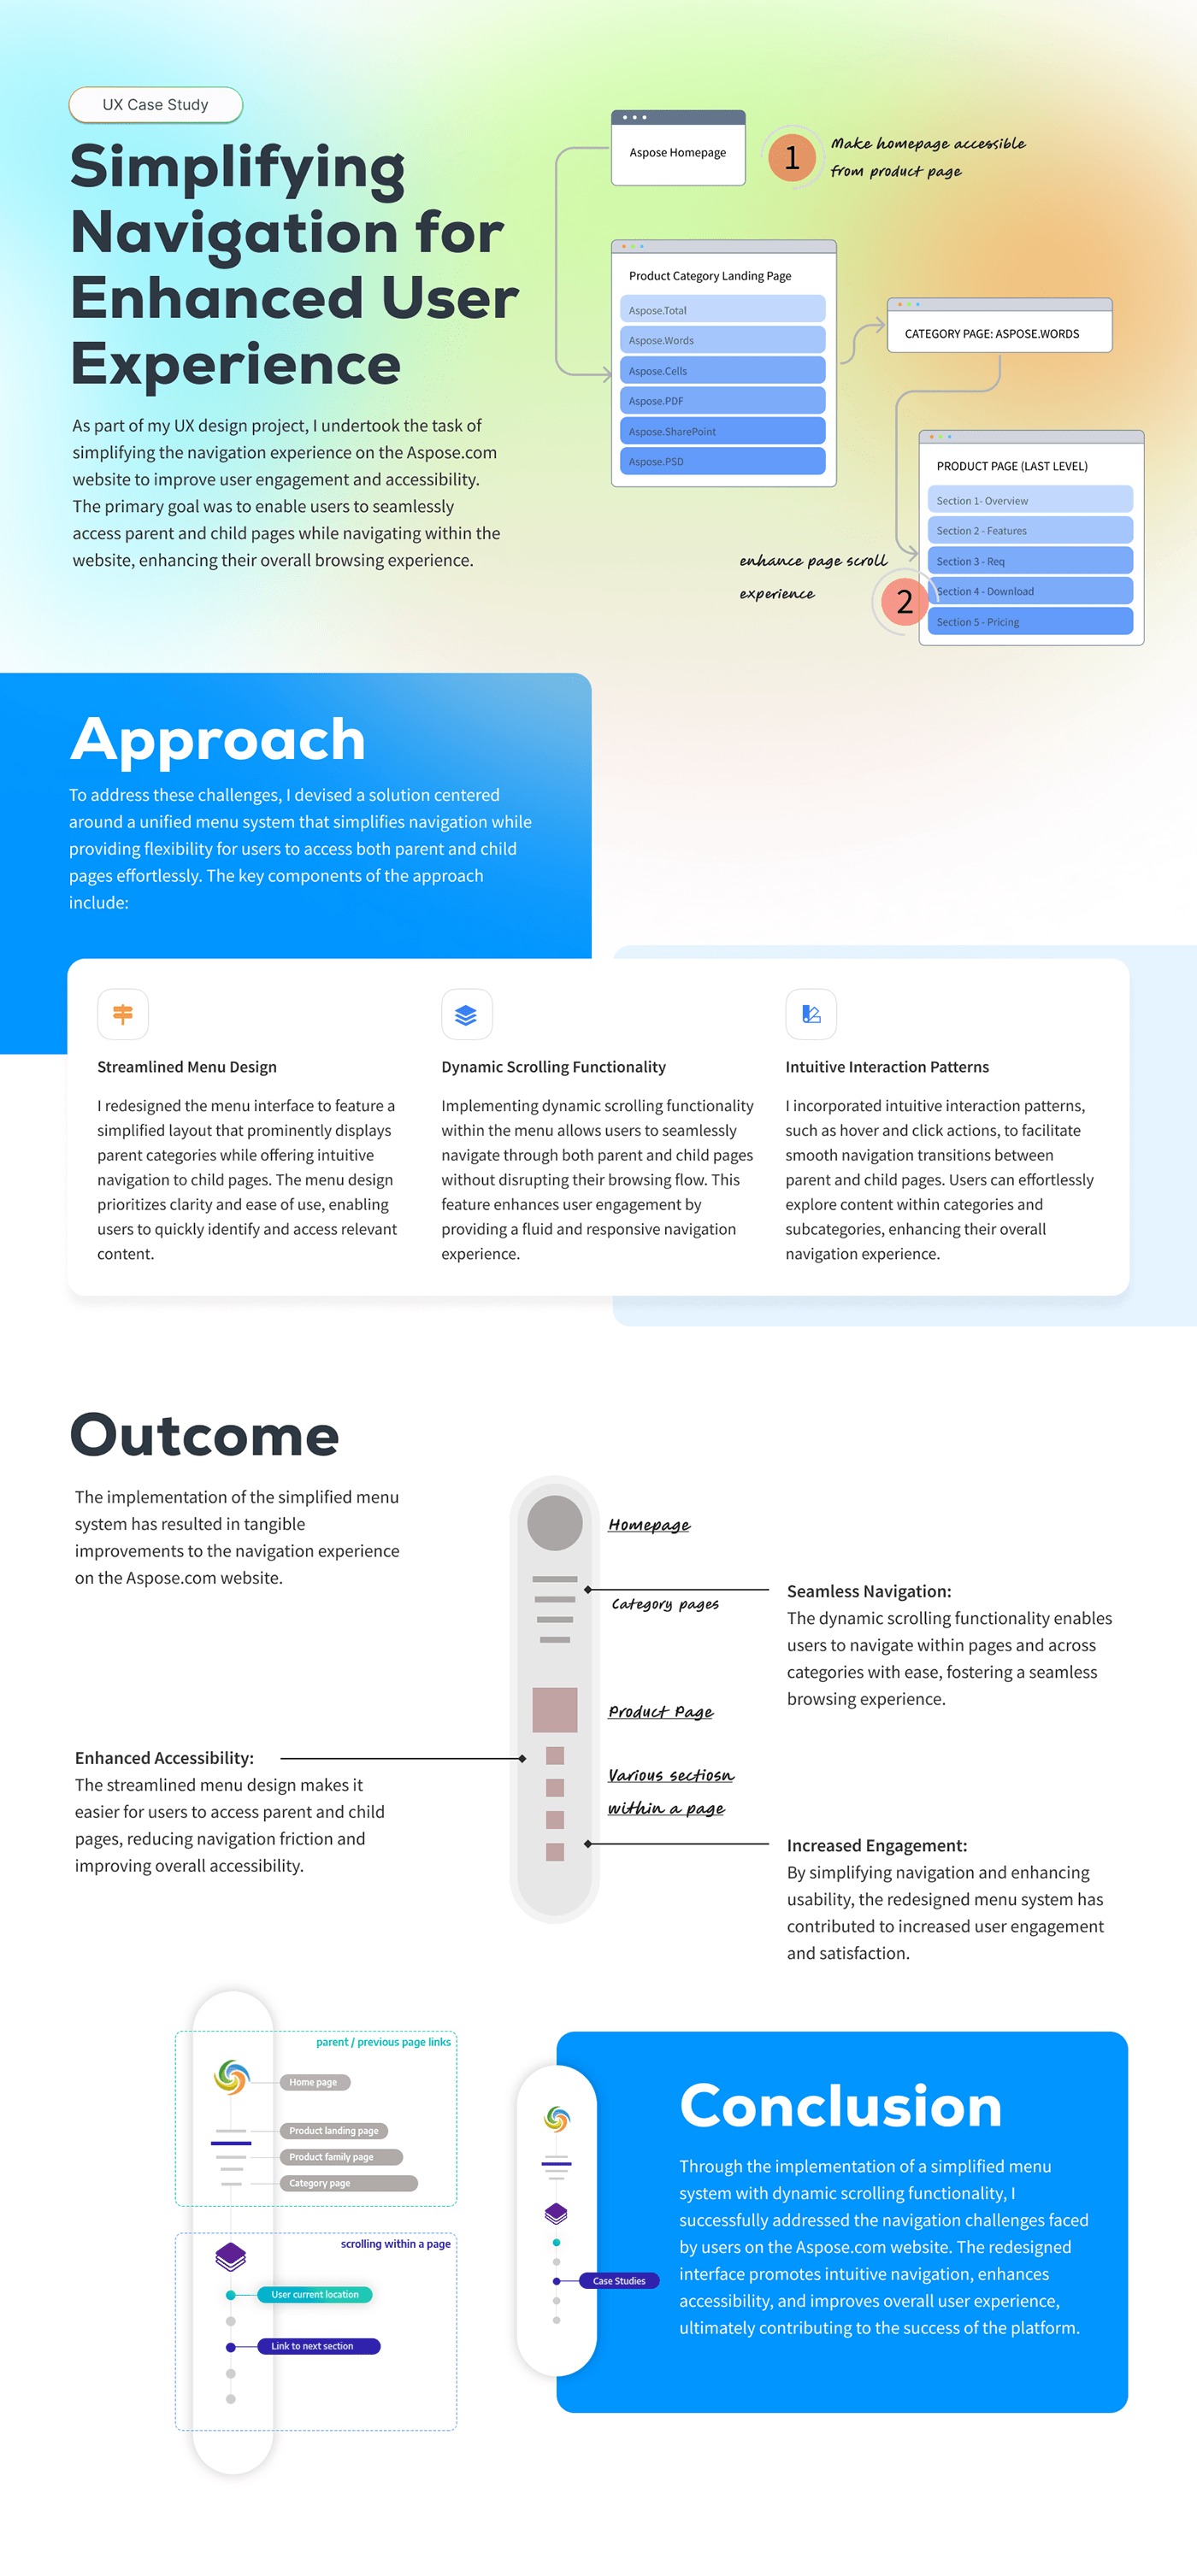 UX Case Study
Simplifying
Navigation for
Enhanced User
Experience
As part of my UX design project, I undertook the task of
simplifying the navigation experience on the Aspose.com
website to improve user engagement and accessibility.
The primary goal was to enable users to seamlessly
access parent and child pages while navigating within the
website, enhancing their overall browsing experience.
Aspose Homepage
1
Make homepage accessible
from product page
Product Category Landing Page
Aspose.Total
Aspose.Words
Aspose.Cells
Aspose.PDF
Aspose.SharePoint
Aspose.PSD
CATEGORY PAGE: ASPOSE.WORDS
PRODUCT PAGE (LAST LEVEL)
Section 1- Overview
Section 2 - Features
Section 3 - Req
Section 4 - Download
Section 5 - Pricing
enhance page scroll
experience
2
Approach
To address these challenges, I devised a solution centered
around a unified menu system that simplifies navigation while
providing flexibility for users to access both parent and child
pages effortlessly. The key components of the approach
include:
Streamlined Menu Design
I redesigned the menu interface to feature a
simplified layout that prominently displays
parent categories while offering intuitive
navigation to child pages. The menu design
prioritizes clarity and ease of use, enabling
users to quickly identify and access relevant
content.
Dynamic Scrolling Functionality
Implementing dynamic scrolling functionality
within the menu allows users to seamlessly
navigate through both parent and child pages
without disrupting their browsing flow. This
feature enhances user engagement by
providing a fluid and responsive navigation
experience.
Intuitive Interaction Patterns
I incorporated intuitive interaction patterns,
such as hover and click actions, to facilitate
smooth navigation transitions between
parent and child pages. Users can effortlessly
explore content within categories and
subcategories, enhancing their overall
navigation experience.
Outcome
The implementation of the simplified menu
system has resulted in tangible
improvements to the navigation experience
on the Aspose.com website.
Homepage
Category pages
Seamless Navigation:
The dynamic scrolling functionality enables
users to navigate within pages and across
categories with ease, fostering a seamless
browsing experience.
Product Page
Enhanced Accessibility:
The streamlined menu design makes it
easier for users to access parent and child
pages, reducing navigation friction and
improving overall accessibility.
Various sectiosn
within a page
Increased Engagement:
By simplifying navigation and enhancing
usability, the redesigned menu system has
contributed to increased user engagement
and satisfaction.
parent / previous page links
Home page
Product landing page
Product family page
Category page
scrolling within a page
User current location
Link to next section
Case Studies
Conclusion
Through the implementation of a simplified menu
system with dynamic scrolling functionality, I
successfully addressed the navigation challenges faced
by users on the Aspose.com website. The redesigned
interface promotes intuitive navigation, enhances
accessibility, and improves overall user experience,
ultimately contributing to the success of the platform.